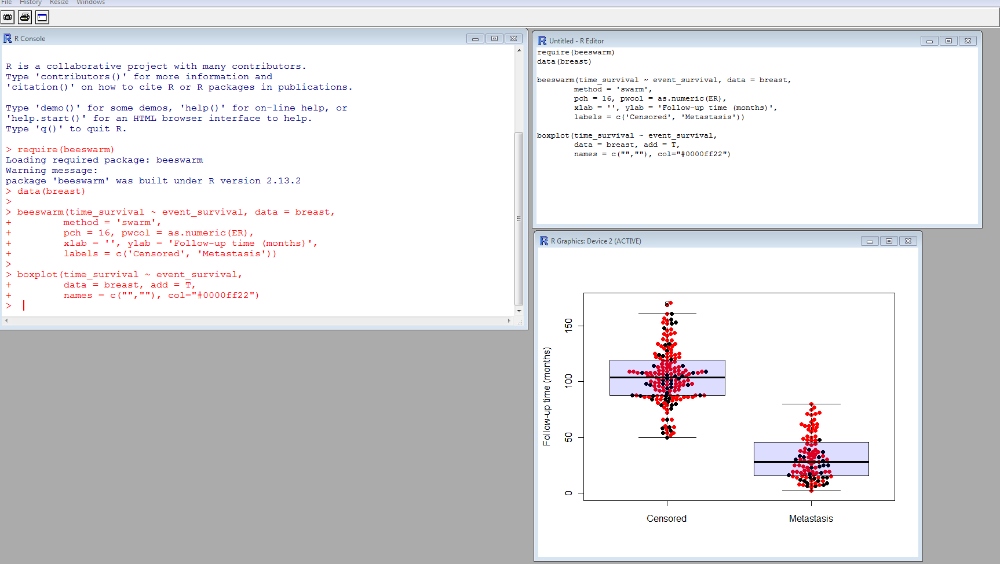 File History Resize Windows
R Console
R is a collaborative project with many contributors.
Type 'contributors()' for more information and
'citation()' on how to cite R or R packages in publications.
Type 'demo()' for some demos, 'help()' for on-line help, or
'help.start()' for an HTML browser interface to help.
Type 'q()' to quit R.
> require(beeswarm)
Loading required package: beeswarm
Warning message:
package 'beeswarm' was built under R version 2.13.2
> data(breast)
>
> beeswarm(time_survival ~ event_survival, data = breast,
+         method = 'swarm',
+         pch = 16, pwcol = as.numeric(ER),
+         xlab = '', ylab = 'Follow-up time (months)',
+         labels = c('Censored', 'Metastasis'))
>
> boxplot(time_survival ~ event_survival,
+         data = breast, add = T,
+         names = c("",""), col="#0000ff22")
>
Untitled - R Editor
require(beeswarm)
data(breast)
beeswarm(time_survival ~ event_survival, data = breast,
        method = 'swarm',
        pch = 16, pwcol = as.numeric(ER),
        xlab = '', ylab = 'Follow-up time (months)',
        labels = c('Censored', 'Metastasis'))
boxplot(time_survival ~ event_survival,
        data = breast, add = T,
        names = c("",""), col="#0000ff22")
R Graphics: Device 2 (ACTIVE)
Follow-up time (months)
150
100
50
0
Censored Metastasis